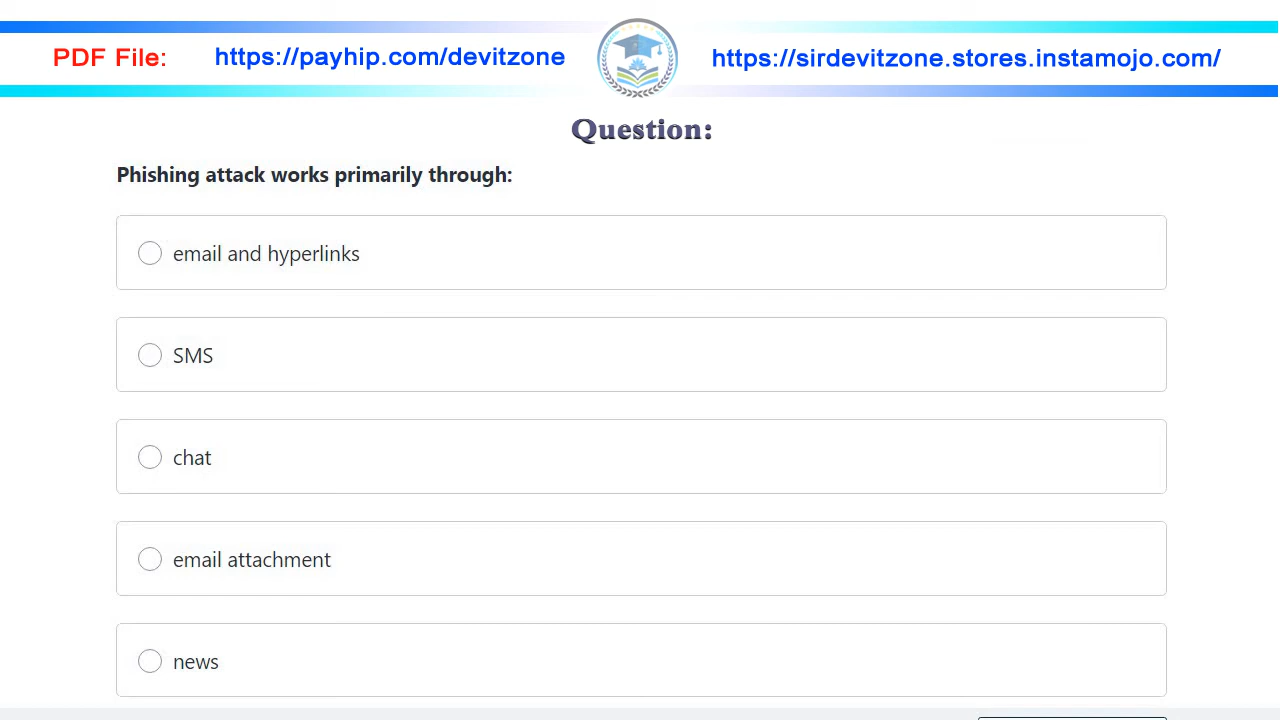 PDF File: https://payhip.com/devitzone https://sirdevitzone.stores.instamojo.com/
Question:
Phishing attack works primarily through:
email and hyperlinks
SMS
chat
email attachment
news